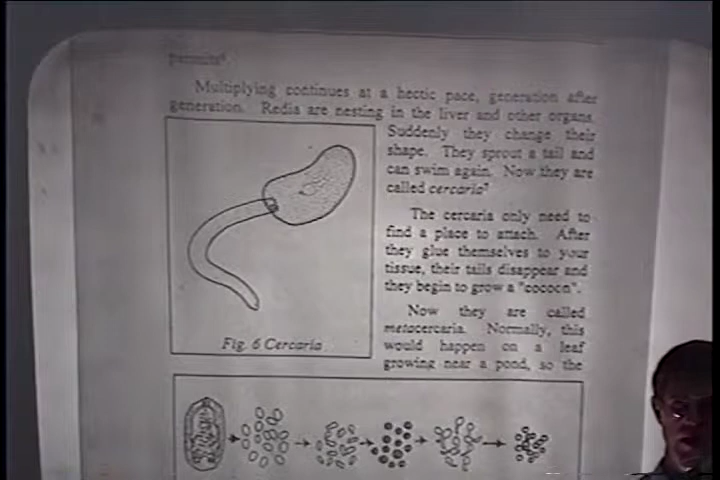 Multiplying continues at a hectic pace, generation after
generation. Redia are nesting in the liver and other organs.
Suddenly they change their
shape. They sprout a tail and
can swim again. Now they are
called cercaria⁷
The cercaria only need to
find a place to attach. After
they glue themselves to your
tissue, their tails disappear and
they begin to grow a "cocoon".
Now they are called
metacercaria. Normally, this
would happen on a leaf
growing near a pond, so the
Fig. 6 Cercaria